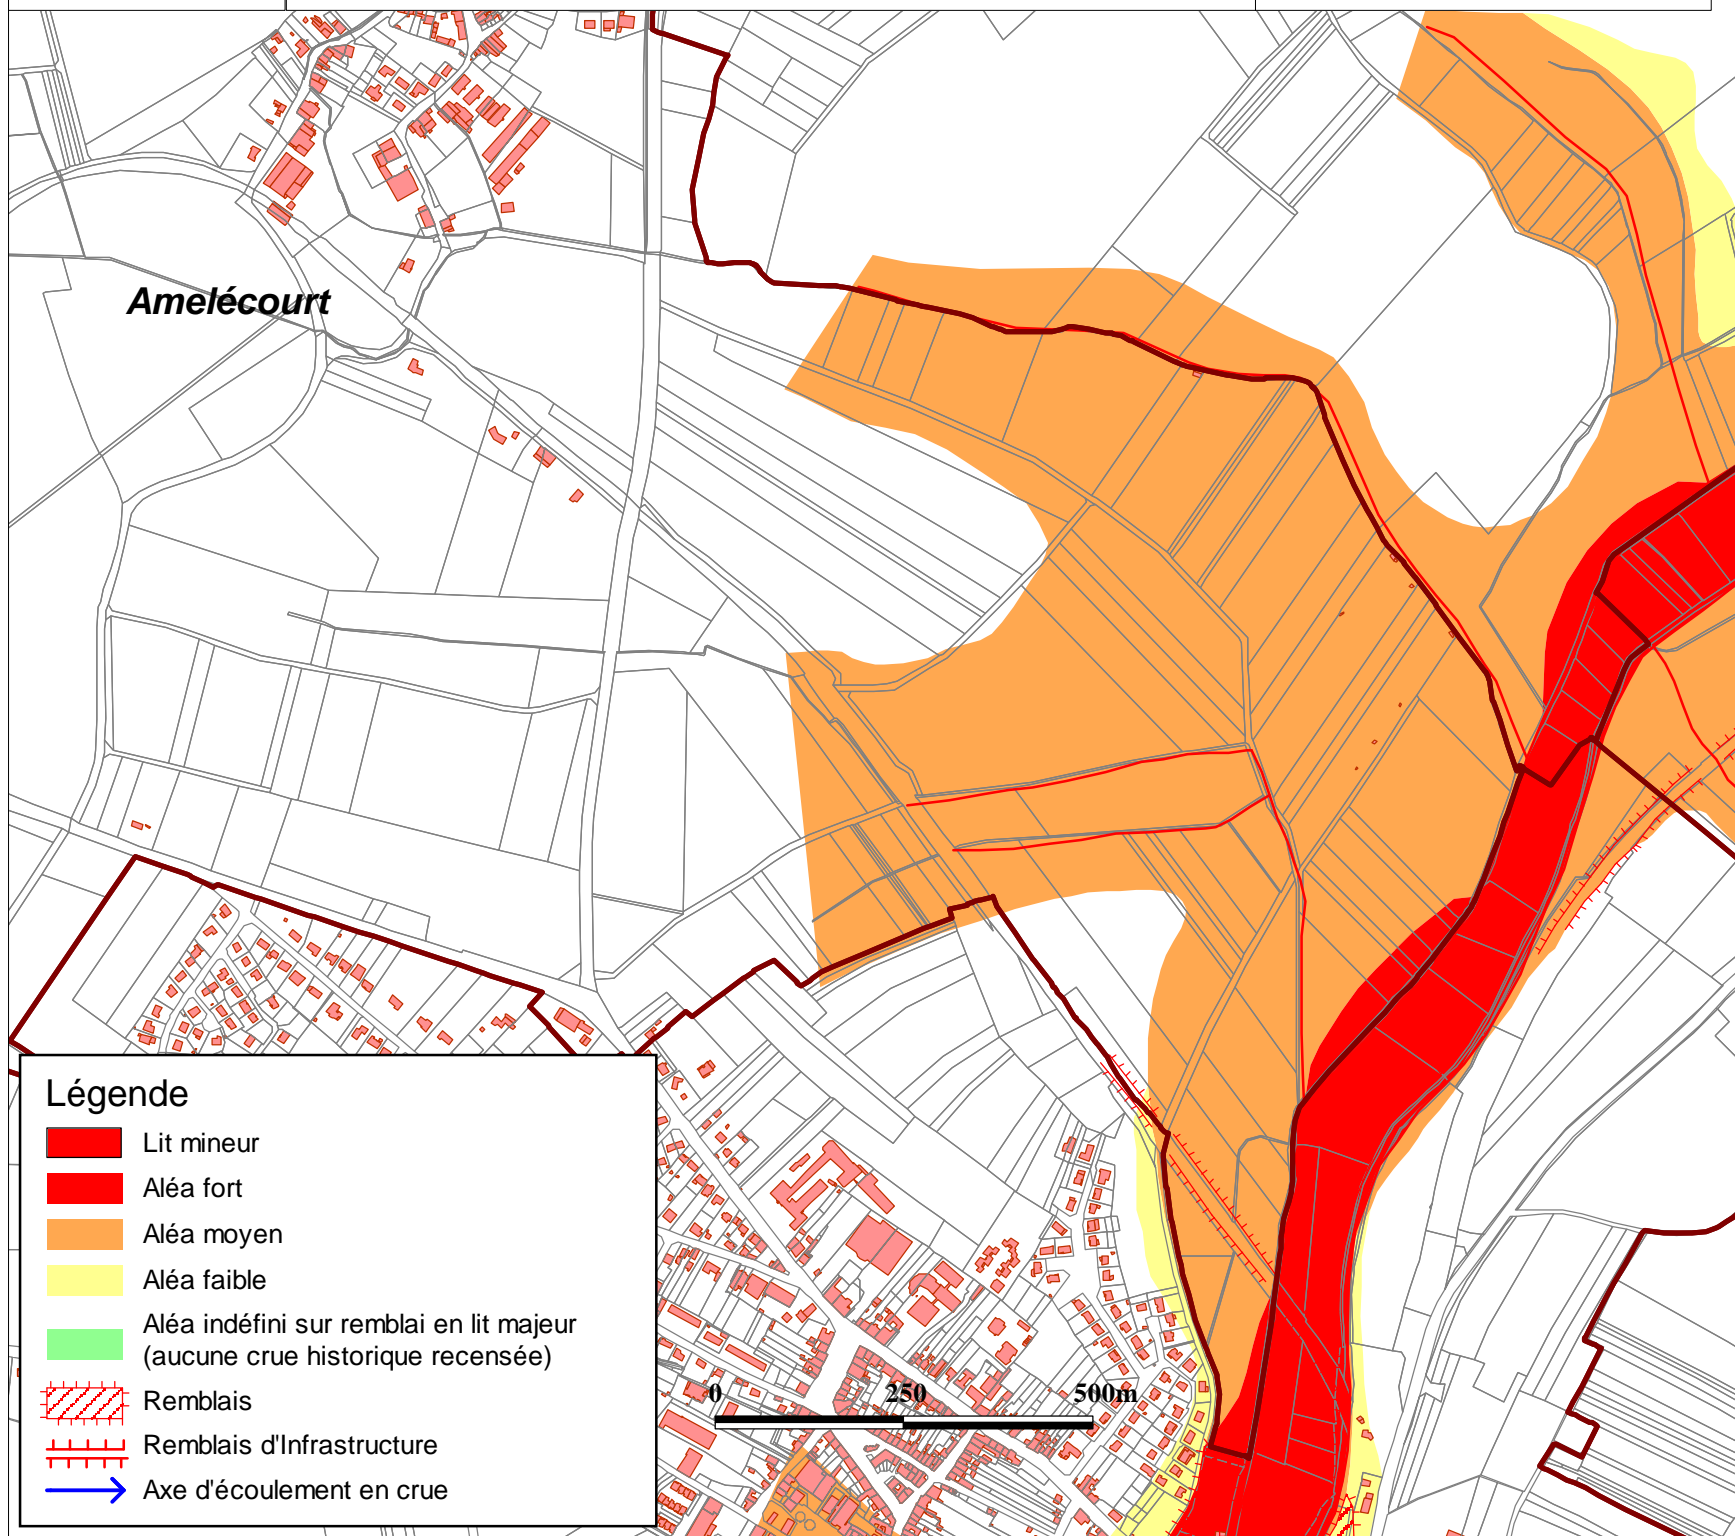 Amelécourt
Légende
Lit mineur
Aléa fort
Aléa moyen
Aléa faible
Aléa indéfini sur remblai en lit majeur
(aucune crue historique recensée)
Remblais
Remblais d'Infrastructure
Axe d'écoulement en crue
0 250 500m